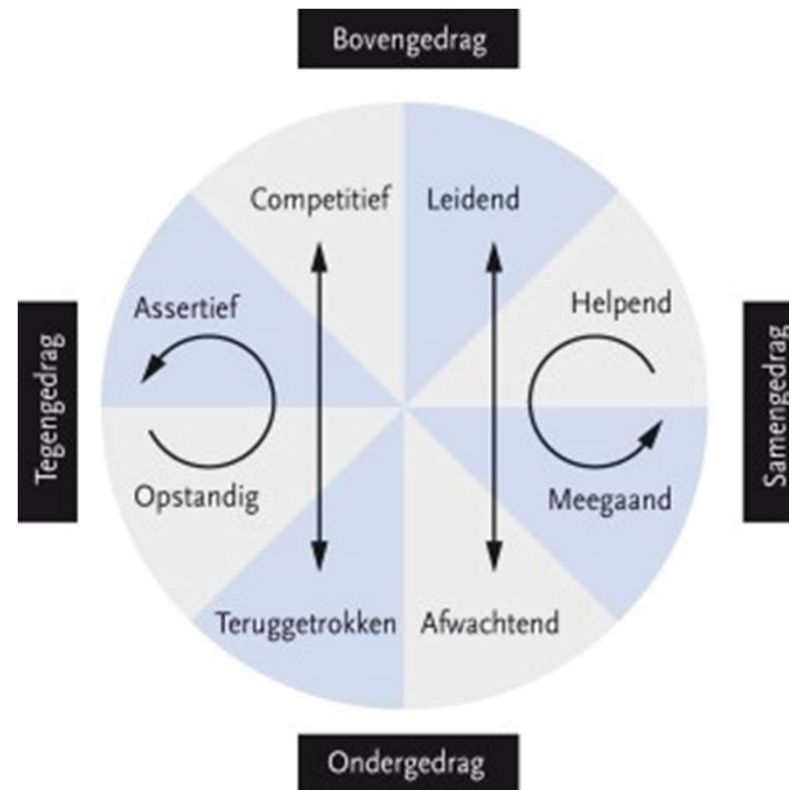 Bovengedrag
Competitief
Leidend
Assertief
Helpend
Tegengedrag
Samengedrag
Opstandig
Meegaand
Teruggetrokken
Afwachtend
Ondergedrag